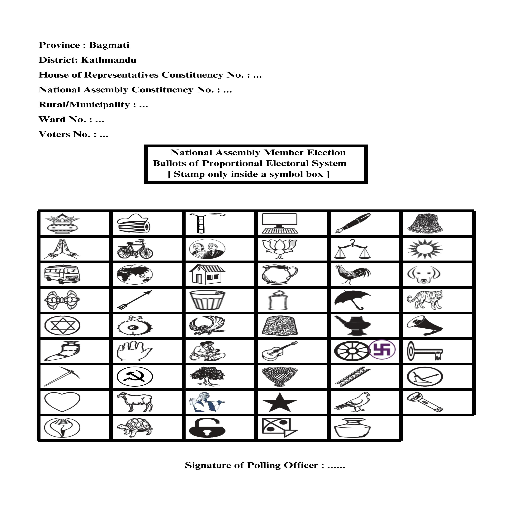 Province : Bagmati
District: Kathmandu
House of Representatives Constituency No. : ...
National Assembly Constituency No. : ...
Rural/Municipality : ...
Ward No. : ...
Voters No. : ...
National Assembly Member Election
Ballots of Proportional Electoral System
[ Stamp only inside a symbol box ]
Signature of Polling Officer : ......